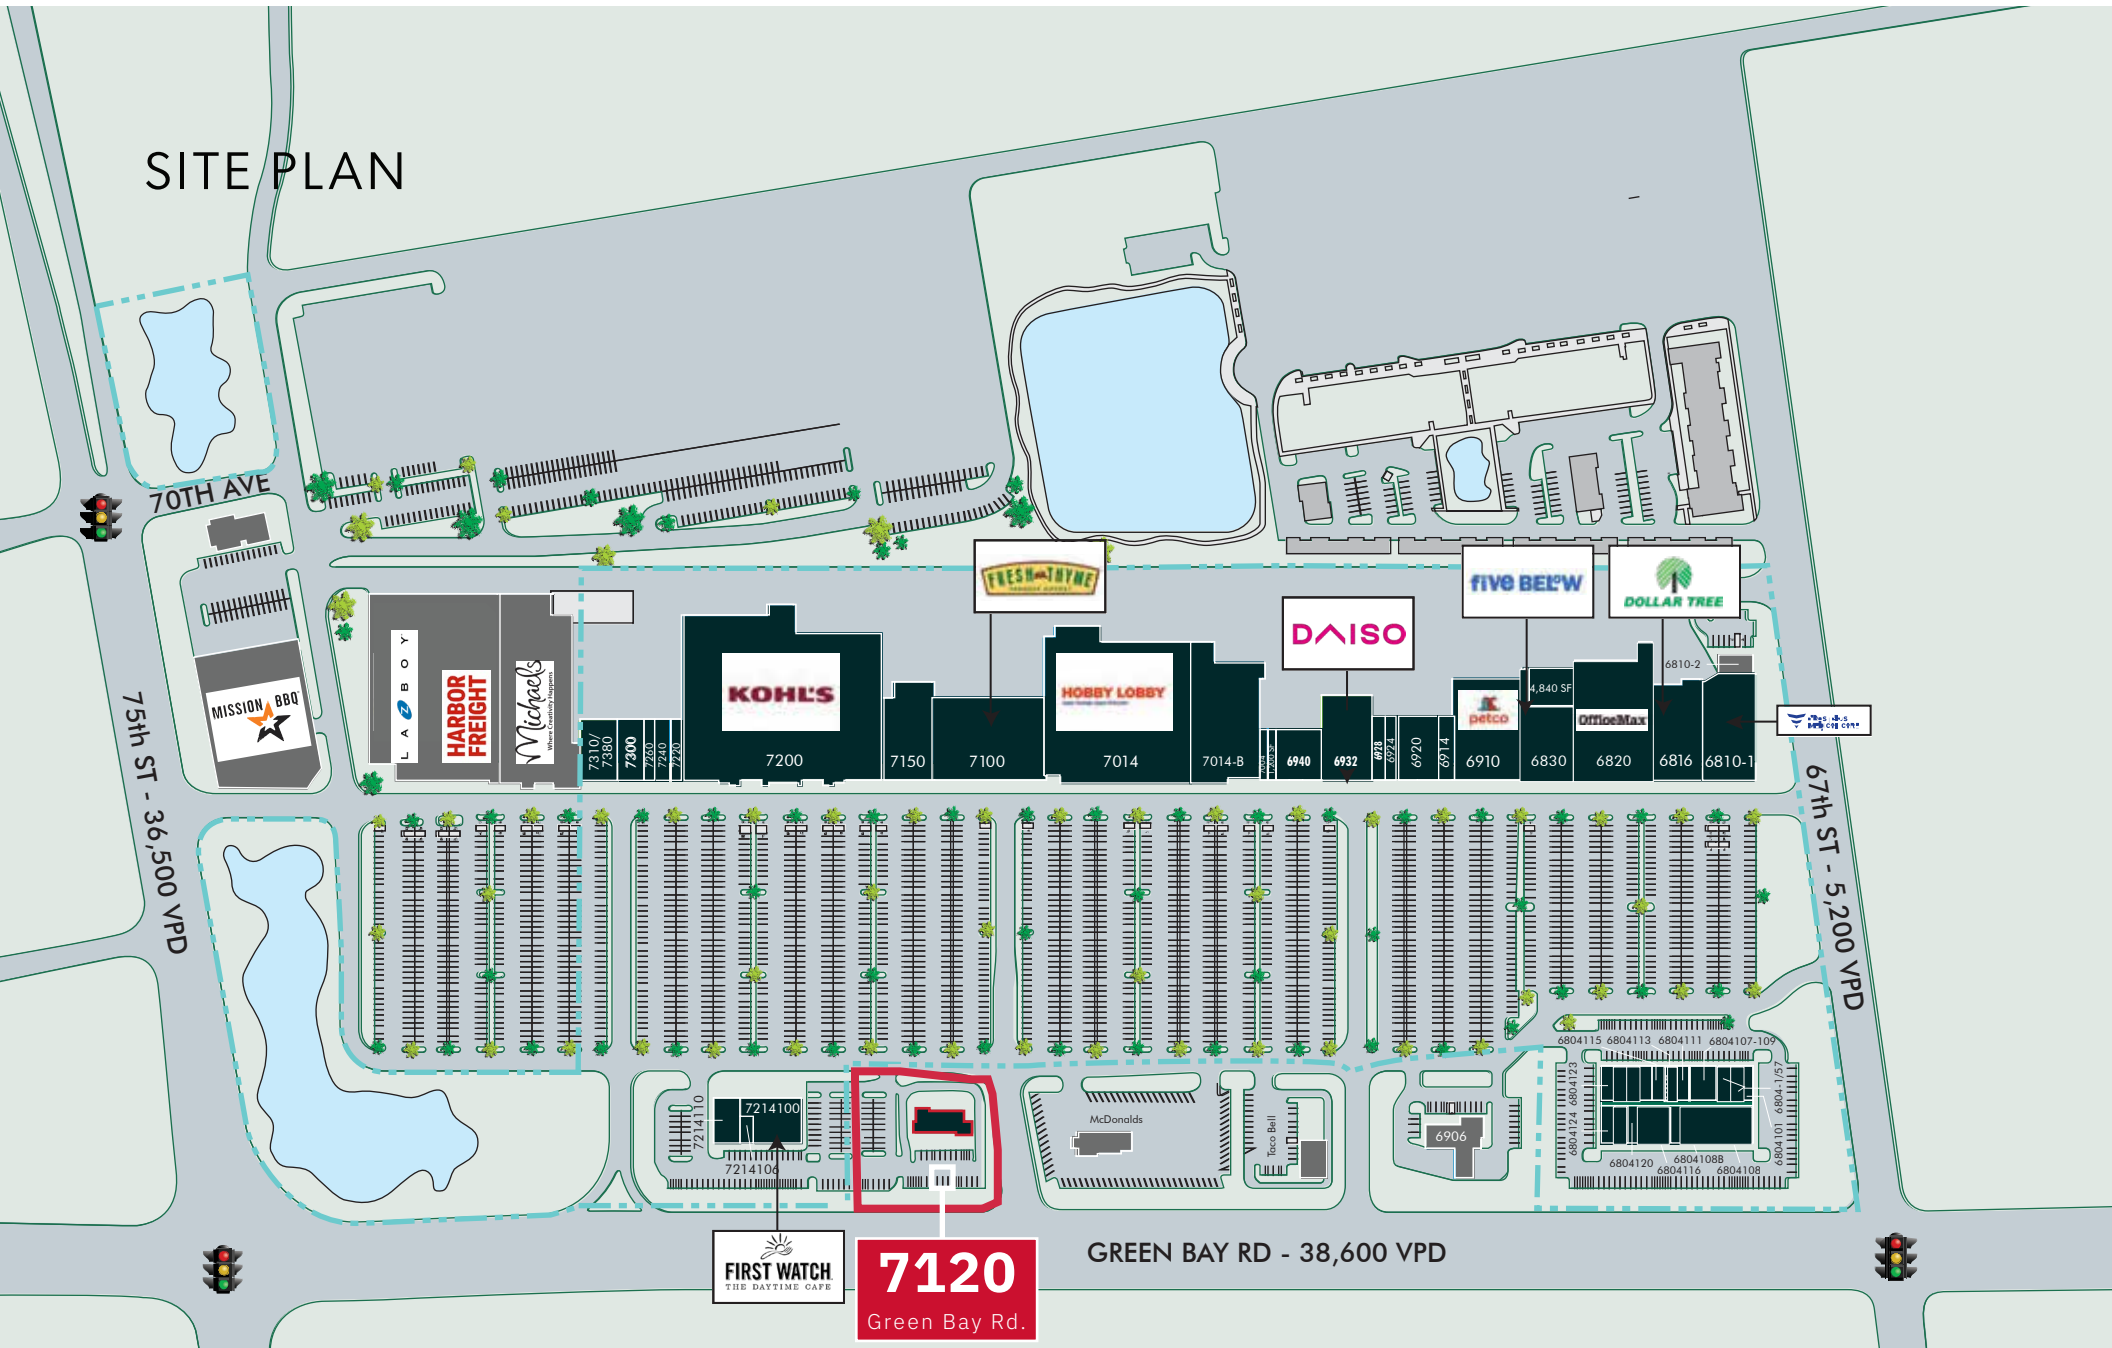 SITE PLAN
70TH AVE
75th ST - 36,500 VPD
67th ST - 5,200 VPD
GREEN BAY RD - 38,600 VPD
MISSION BBQ
LA Z BOY
HARBOR
FREIGHT
Michaels
Where Creativity Happens
7310/
7380
7300
7260
7240
7220
KOHL'S
7200
7150
FRESH THYME
7100
HOBBY LOBBY
7014
7014-B
6940
DAISO
6932
6928
6924
6920
6914
petco
6910
five BEL°W
4,840 SF
6830
OfficeMax
6820
DOLLAR TREE
6816
6810-1
6810-2
7214110
7214100
7214106
FIRST WATCH
THE DAYTIME CAFE
7120
Green Bay Rd.
McDonalds
Taco Bell
6906
6804115
6804113
6804111
6804107-109
6804123
6804124
6804-1/57
6804101
6804120
6804116
6804108B
6804108